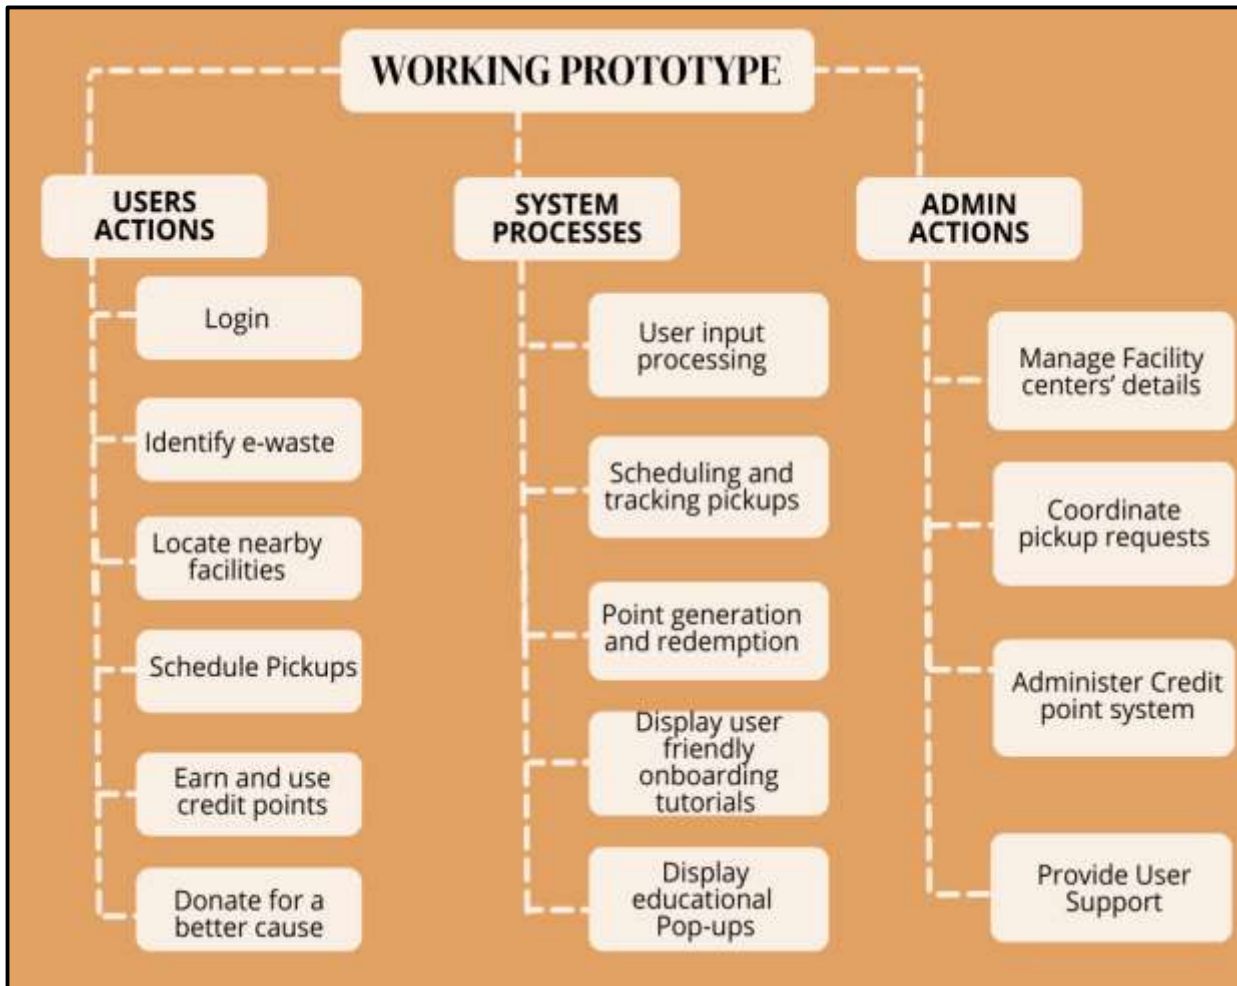 WORKING PROTOTYPE
USERS
ACTIONS
Login
Identify e-waste
Locate nearby
facilities
Schedule Pickups
Earn and use
credit points
Donate for a
better cause
SYSTEM
PROCESSES
User input
processing
Scheduling and
tracking pickups
Point generation
and redemption
Display user
friendly
onboarding
tutorials
Display
educational
Pop-ups
ADMIN
ACTIONS
Manage Facility
centers’ details
Coordinate
pickup requests
Administer Credit
point system
Provide User
Support